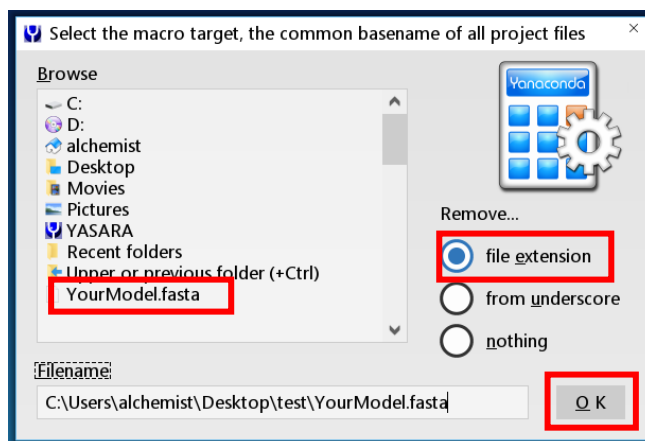 Select the macro target, the common basename of all project files
Browse
C:
D:
alchemist
Desktop
Movies
Pictures
YASARA
Recent folders
Upper or previous folder (+Ctrl)
YourModel.fasta
Yanaconda
Remove...
file extension
from underscore
nothing
Filename
C:\Users\alchemist\Desktop\test\YourModel.fasta
O K